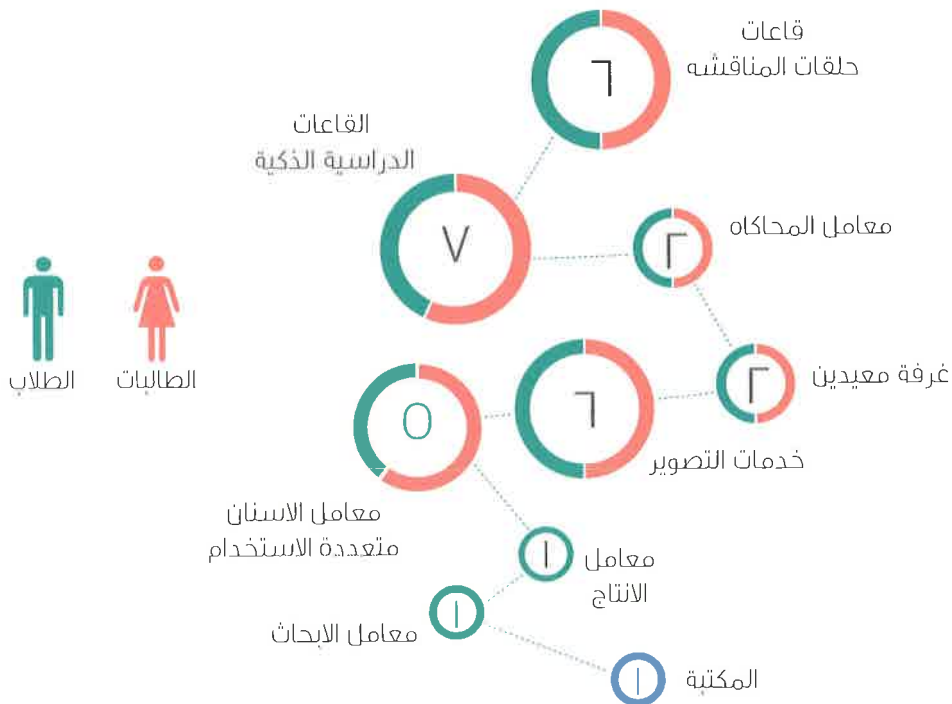 قاعات
حلقات المناقشه
٦
القاعات
الدراسية الذكية
٧
معامل المحاكاه
٢
غرفة معيدين
٢
خدمات التصوير
٦
٥
معامل الاسنان
متعددة الاستخدام
معامل
الانتاج
١
معامل الابحاث
١
المكتبة
١
الطالبات
الطلاب